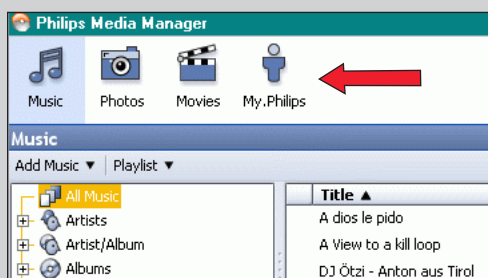 Philips Media Manager
Music Photos Movies My.Philips
Music
Add Music ▼ Playlist ▼
All Music
Artists
Artist/Album
Albums
Title ▲
A dios le pido
A View to a kill loop
DJ Ötzi - Anton aus Tirol